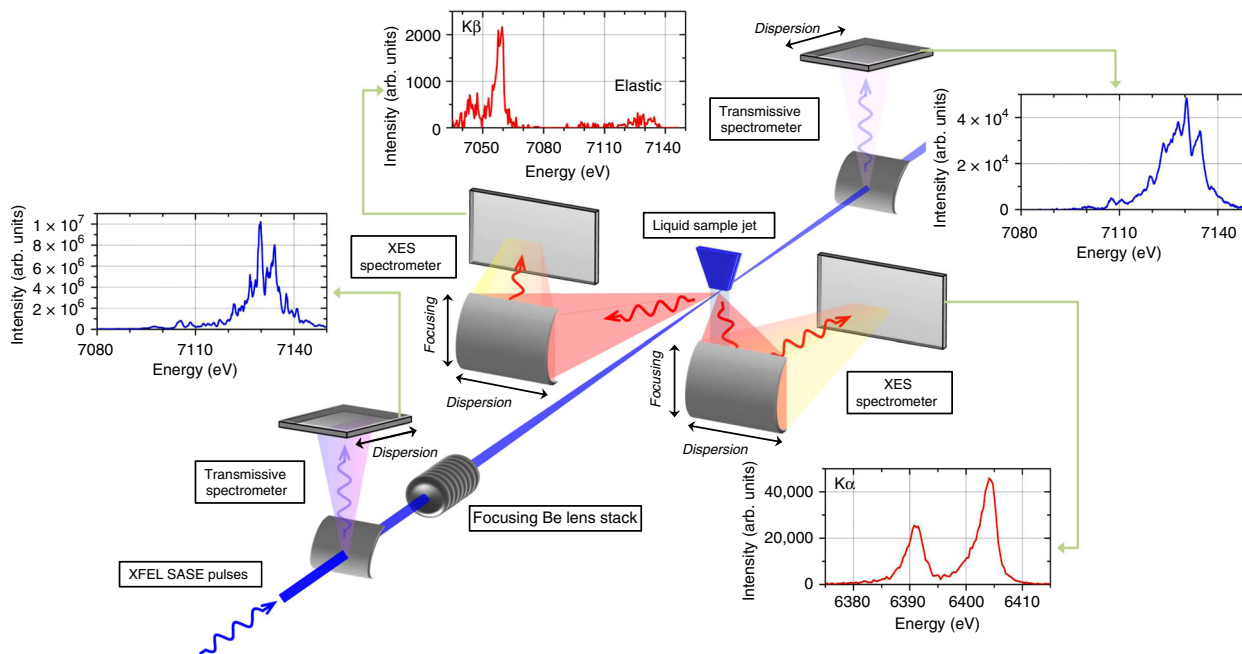 Kβ
Elastic
Intensity (arb. units)
2000
1000
0
7050
7080
7110
7140
Energy (eV)
Dispersion
Transmissive
spectrometer
Intensity (arb. units)
4 × 10⁴
2 × 10⁴
0
7080
7110
7140
Energy (eV)
Intensity (arb. units)
1 × 10⁷
8 × 10⁶
6 × 10⁶
4 × 10⁶
2 × 10⁶
0
7080
7110
7140
Energy (eV)
XES
spectrometer
Liquid sample jet
Focusing
Dispersion
Focusing
Dispersion
XES
spectrometer
Dispersion
Transmissive
spectrometer
Focusing Be lens stack
XFEL SASE pulses
Kα
Intensity (arb. units)
40,000
20,000
0
6380
6390
6400
6410
Energy (eV)